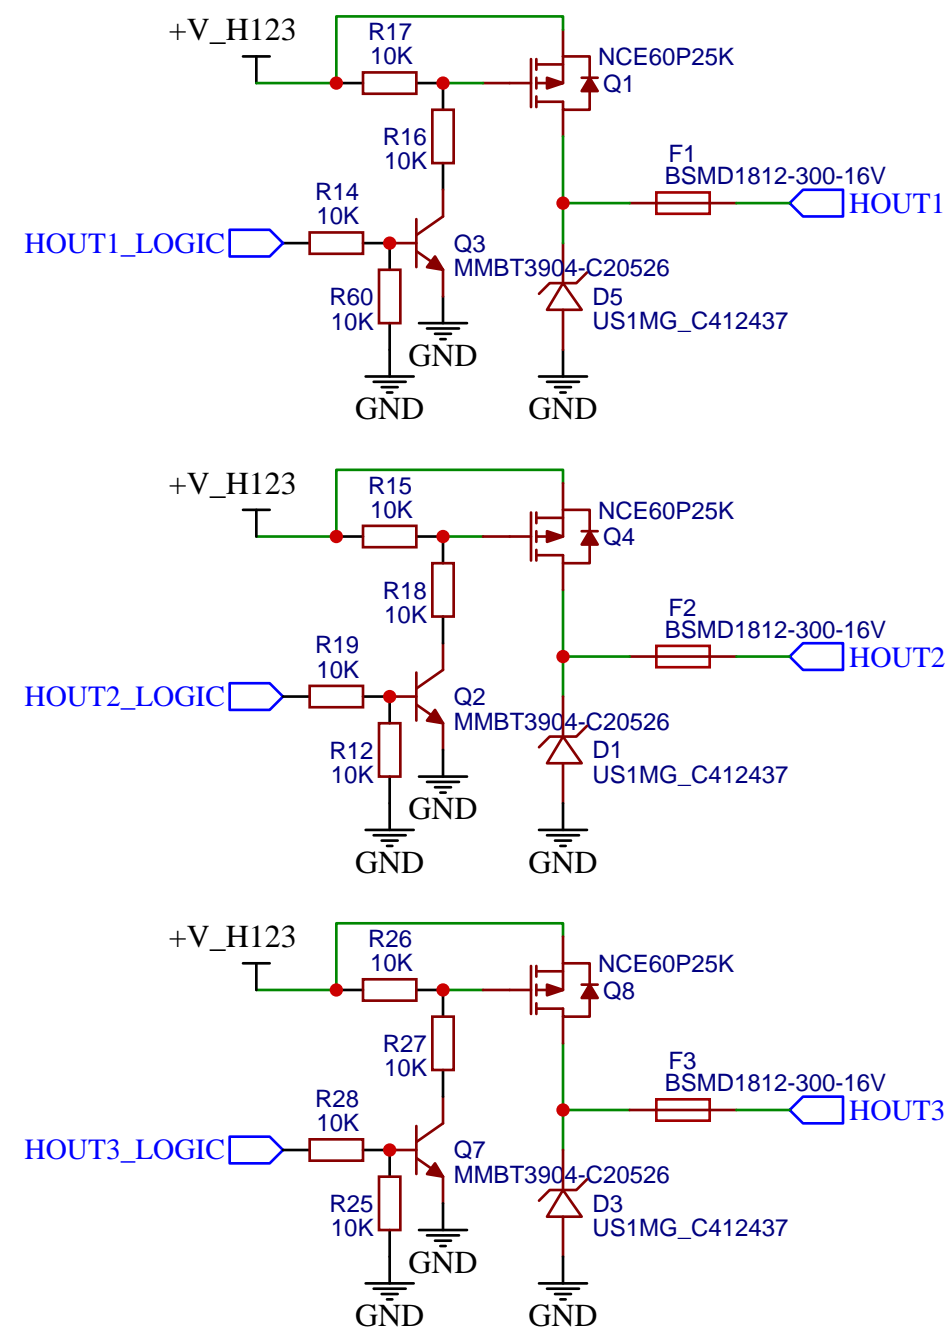 +V_H123
R17
10K
NCE60P25K
Q1
R16
10K
F1
BSMD1812-300-16V
HOUT1
R14
10K
HOUT1_LOGIC
Q3
MMBT3904-C20526
R60
10K
D5
US1MG_C412437
GND
GND
GND
+V_H123
R15
10K
NCE60P25K
Q4
R18
10K
F2
BSMD1812-300-16V
HOUT2
R19
10K
HOUT2_LOGIC
Q2
MMBT3904-C20526
R12
10K
D1
US1MG_C412437
GND
GND
GND
+V_H123
R26
10K
NCE60P25K
Q8
R27
10K
F3
BSMD1812-300-16V
HOUT3
R28
10K
HOUT3_LOGIC
Q7
MMBT3904-C20526
R25
10K
D3
US1MG_C412437
GND
GND
GND